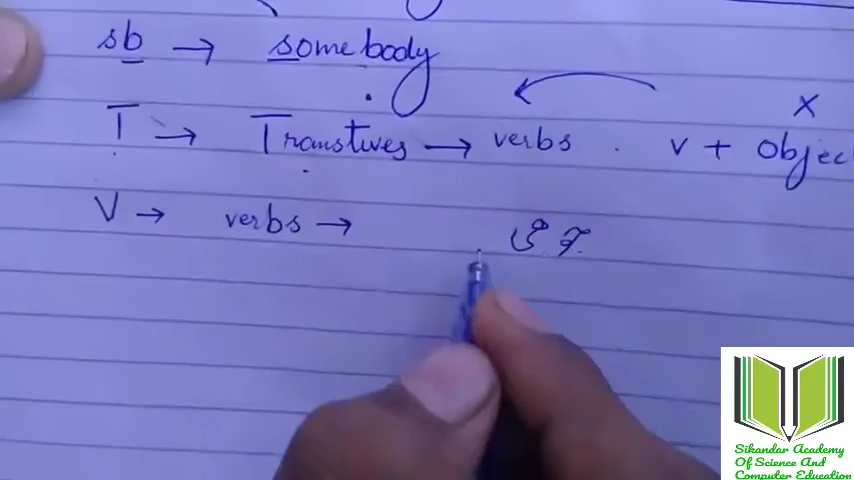 sb → somebody
T → Transtives → verbs . v + Objec
x
V → verbs →
Sikandar Academy
Of Science And
Computer Education